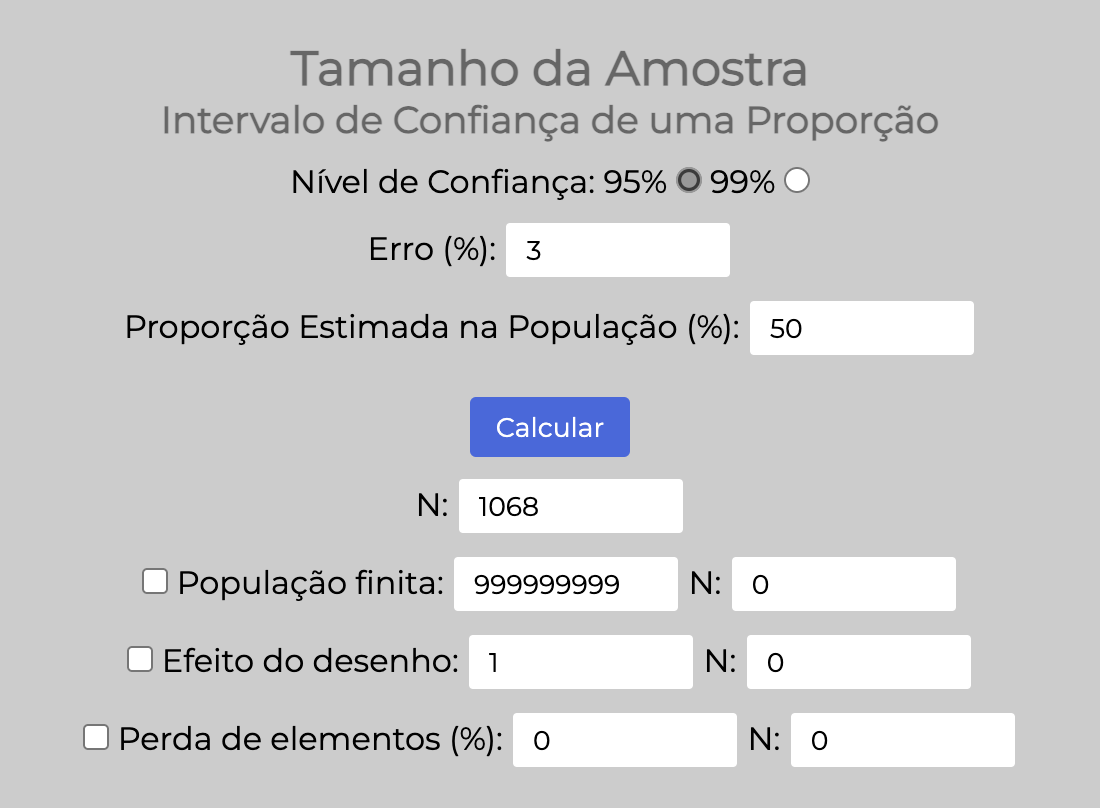 Tamanho da Amostra
Intervalo de Confiança de uma Proporção
Nível de Confiança: 95% 99%
Erro (%): 3
Proporção Estimada na População (%): 50
Calcular
N: 1068
População finita: 999999999 N: 0
Efeito do desenho: 1 N: 0
Perda de elementos (%): 0 N: 0